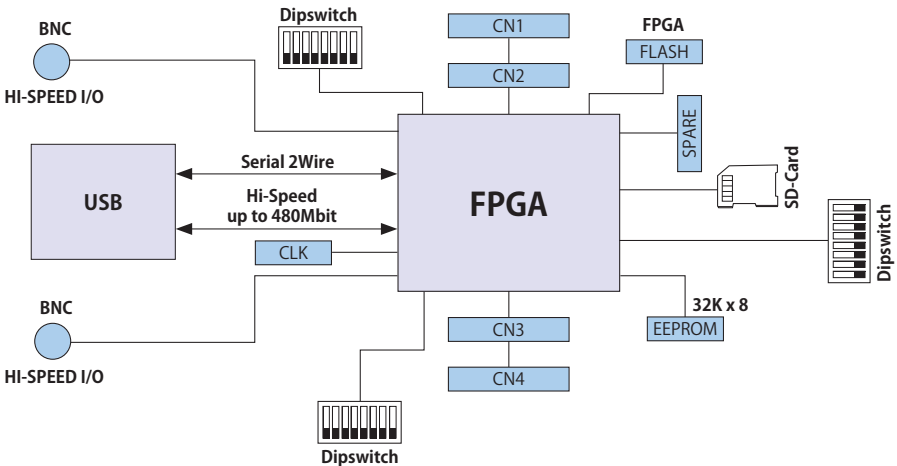 Dipswitch
CN1
FPGA
BNC
FLASH
CN2
HI-SPEED I/O
SPARE
Serial 2Wire
SD-Card
USB
Hi-Speed
up to 480Mbit
FPGA
CLK
Dipswitch
BNC
32K x 8
CN3
EEPROM
HI-SPEED I/O
CN4
Dipswitch